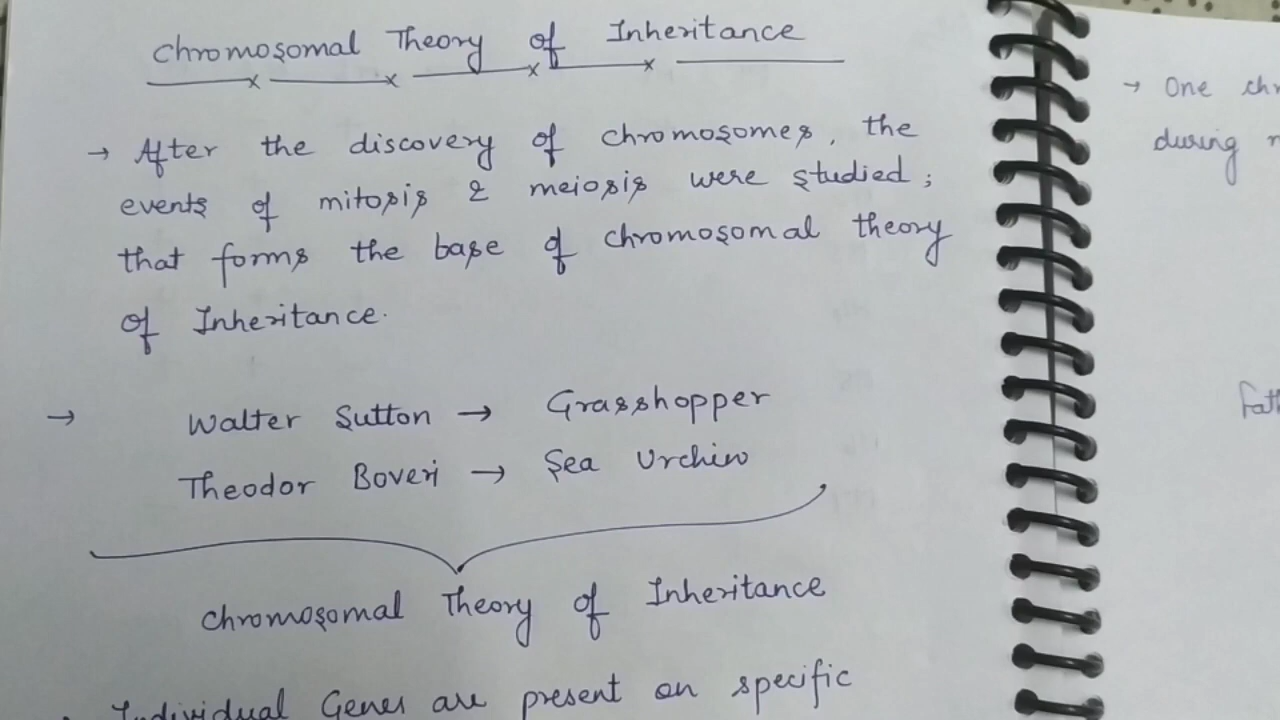 Chromosomal Theory of Inheritance
→ After the discovery of chromosomes, the
events of mitosis & meiosis were studied;
that forms the base of chromosomal theory
of Inheritance.
→ Walter Sutton → Grasshopper
Theodor Boveri → Sea Urchin
Chromosomal Theory of Inheritance
Individual Genes are present on specific
→ One chr
during